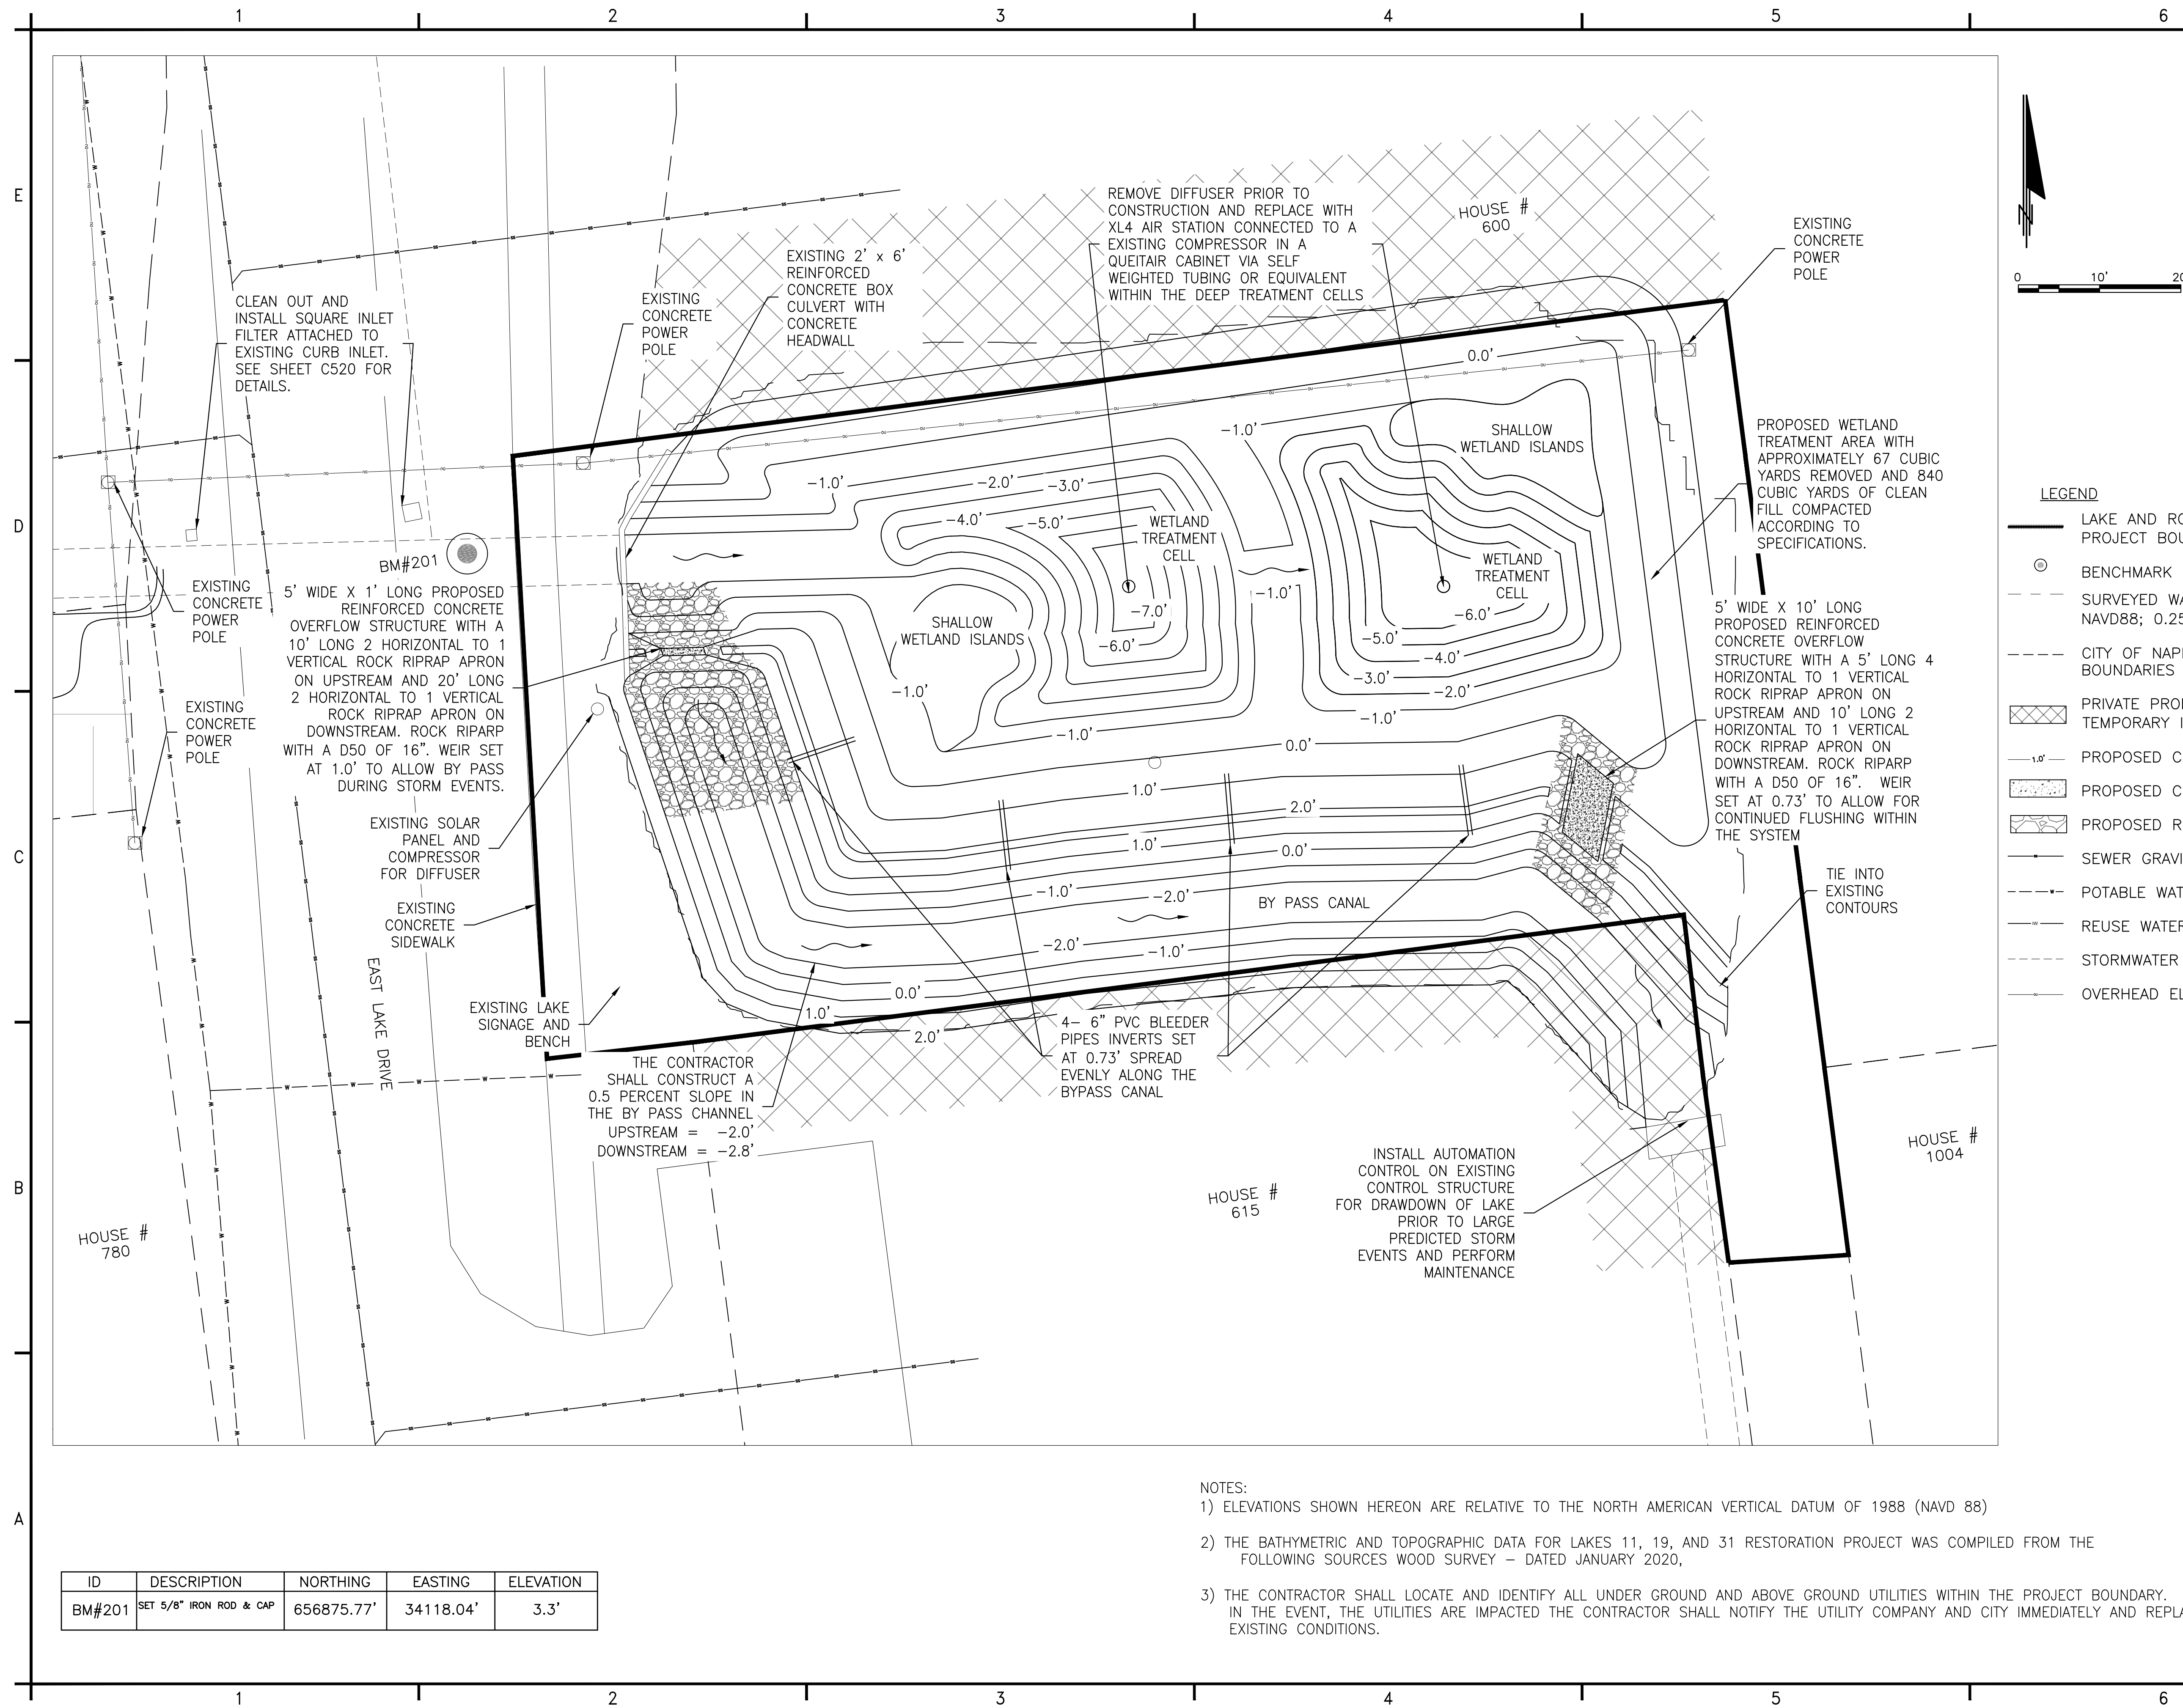 1 2 3 4 5 6
E
D
C
B
A
REMOVE DIFFUSER PRIOR TO
CONSTRUCTION AND REPLACE WITH
XL4 AIR STATION CONNECTED TO A
EXISTING COMPRESSOR IN A
QUEITAIR CABINET VIA SELF
WEIGHTED TUBING OR EQUIVALENT
WITHIN THE DEEP TREATMENT CELLS
HOUSE #
600
EXISTING
CONCRETE
POWER
POLE
EXISTING 2' x 6'
REINFORCED
CONCRETE BOX
CULVERT WITH
CONCRETE
HEADWALL
EXISTING
CONCRETE
POWER
POLE
CLEAN OUT AND
INSTALL SQUARE INLET
FILTER ATTACHED TO
EXISTING CURB INLET.
SEE SHEET C520 FOR
DETAILS.
N
0 10' 20
0.0'
-1.0'
SHALLOW
WETLAND ISLANDS
PROPOSED WETLAND
TREATMENT AREA WITH
APPROXIMATELY 67 CUBIC
YARDS REMOVED AND 840
CUBIC YARDS OF CLEAN
FILL COMPACTED
ACCORDING TO
SPECIFICATIONS.
-1.0'
-2.0'
-3.0'
-4.0'
-5.0'
WETLAND
TREATMENT
CELL
WETLAND
TREATMENT
CELL
-1.0'
-7.0'
-6.0'
-6.0'
-5.0'
-4.0'
-3.0'
-2.0'
-1.0'
SHALLOW
WETLAND ISLANDS
-1.0'
-1.0'
0.0'
1.0'
2.0'
1.0'
0.0'
-1.0'
-2.0'
BY PASS CANAL
-2.0'
-1.0'
0.0'
1.0'
2.0'
BM#201
EXISTING
CONCRETE
POWER
POLE
5' WIDE X 1' LONG PROPOSED
REINFORCED CONCRETE
OVERFLOW STRUCTURE WITH A
10' LONG 2 HORIZONTAL TO 1
VERTICAL ROCK RIPRAP APRON
ON UPSTREAM AND 20' LONG
2 HORIZONTAL TO 1 VERTICAL
ROCK RIPRAP APRON ON
DOWNSTREAM. ROCK RIPARP
WITH A D50 OF 16". WEIR SET
AT 1.0' TO ALLOW BY PASS
DURING STORM EVENTS.
EXISTING
CONCRETE
POWER
POLE
EXISTING SOLAR
PANEL AND
COMPRESSOR
FOR DIFFUSER
EXISTING
CONCRETE
SIDEWALK
EAST LAKE DRIVE
EXISTING LAKE
SIGNAGE AND
BENCH
5' WIDE X 10' LONG
PROPOSED REINFORCED
CONCRETE OVERFLOW
STRUCTURE WITH A 5' LONG 4
HORIZONTAL TO 1 VERTICAL
ROCK RIPRAP APRON ON
UPSTREAM AND 10' LONG 2
HORIZONTAL TO 1 VERTICAL
ROCK RIPRAP APRON ON
DOWNSTREAM. ROCK RIPARP
WITH A D50 OF 16". WEIR
SET AT 0.73' TO ALLOW FOR
CONTINUED FLUSHING WITHIN
THE SYSTEM
TIE INTO
EXISTING
CONTOURS
4- 6" PVC BLEEDER
PIPES INVERTS SET
AT 0.73' SPREAD
EVENLY ALONG THE
BYPASS CANAL
THE CONTRACTOR
SHALL CONSTRUCT A
0.5 PERCENT SLOPE IN
THE BY PASS CHANNEL
UPSTREAM = -2.0'
DOWNSTREAM = -2.8'
INSTALL AUTOMATION
CONTROL ON EXISTING
CONTROL STRUCTURE
FOR DRAWDOWN OF LAKE
PRIOR TO LARGE
PREDICTED STORM
EVENTS AND PERFORM
MAINTENANCE
HOUSE #
615
HOUSE #
1004
HOUSE #
780
LEGEND
LAKE AND RO
PROJECT BOU
BENCHMARK
SURVEYED WA
NAVD88; 0.25
CITY OF NAP
BOUNDARIES
PRIVATE PRO
TEMPORARY I
1.0' PROPOSED C
PROPOSED C
PROPOSED R
SEWER GRAVI
W POTABLE WAT
REUSE WATER
STORMWATER
OVERHEAD EL
NOTES:
1) ELEVATIONS SHOWN HEREON ARE RELATIVE TO THE NORTH AMERICAN VERTICAL DATUM OF 1988 (NAVD 88)
2) THE BATHYMETRIC AND TOPOGRAPHIC DATA FOR LAKES 11, 19, AND 31 RESTORATION PROJECT WAS COMPILED FROM THE
FOLLOWING SOURCES WOOD SURVEY – DATED JANUARY 2020,
3) THE CONTRACTOR SHALL LOCATE AND IDENTIFY ALL UNDER GROUND AND ABOVE GROUND UTILITIES WITHIN THE PROJECT BOUNDARY.
IN THE EVENT, THE UTILITIES ARE IMPACTED THE CONTRACTOR SHALL NOTIFY THE UTILITY COMPANY AND CITY IMMEDIATELY AND REPLA
EXISTING CONDITIONS.
ID DESCRIPTION NORTHING EASTING ELEVATION
BM#201 SET 5/8" IRON ROD & CAP 656875.77' 34118.04' 3.3'
1 2 3 4 5 6